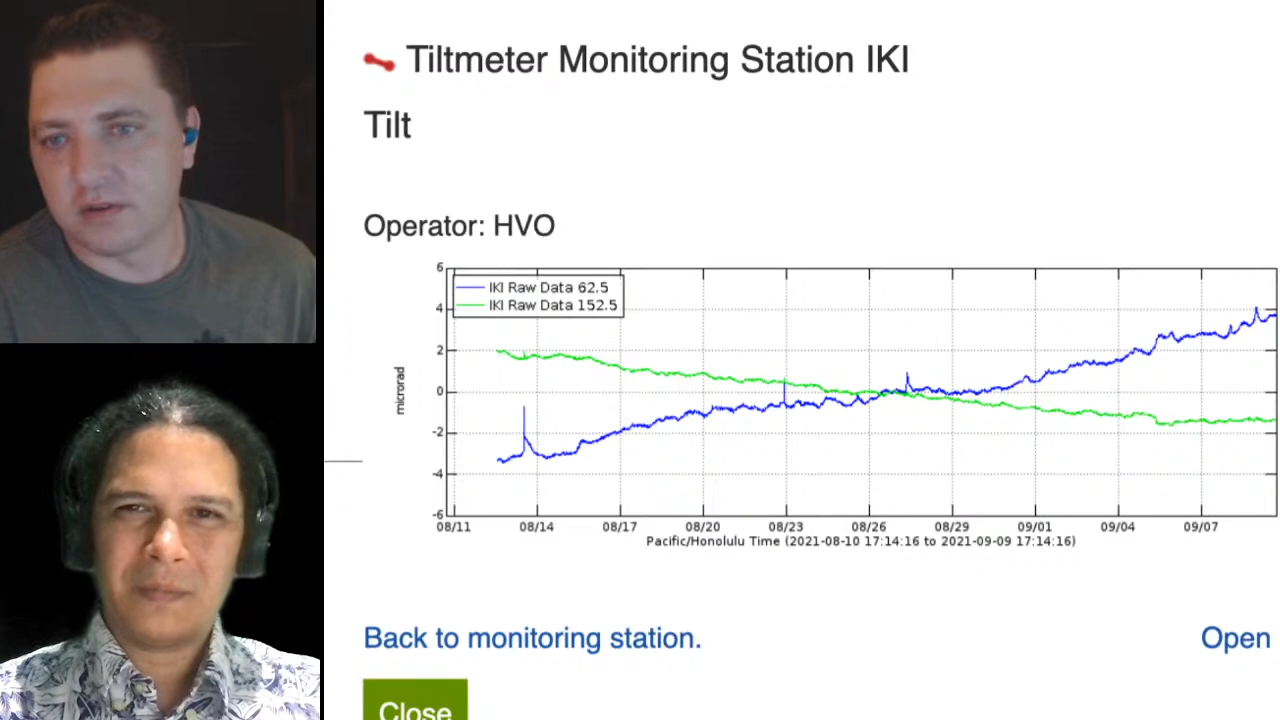 Tiltmeter Monitoring Station IKI
Tilt
Operator: HVO
6
IKI Raw Data 62.5
IKI Raw Data 152.5
4
2
0
-2
-4
-6
microrad
08/11 08/14 08/17 08/20 08/23 08/26 08/29 09/01 09/04 09/07
Pacific/Honolulu Time (2021-08-10 17:14:16 to 2021-09-09 17:14:16)
Back to monitoring station. Open
Close